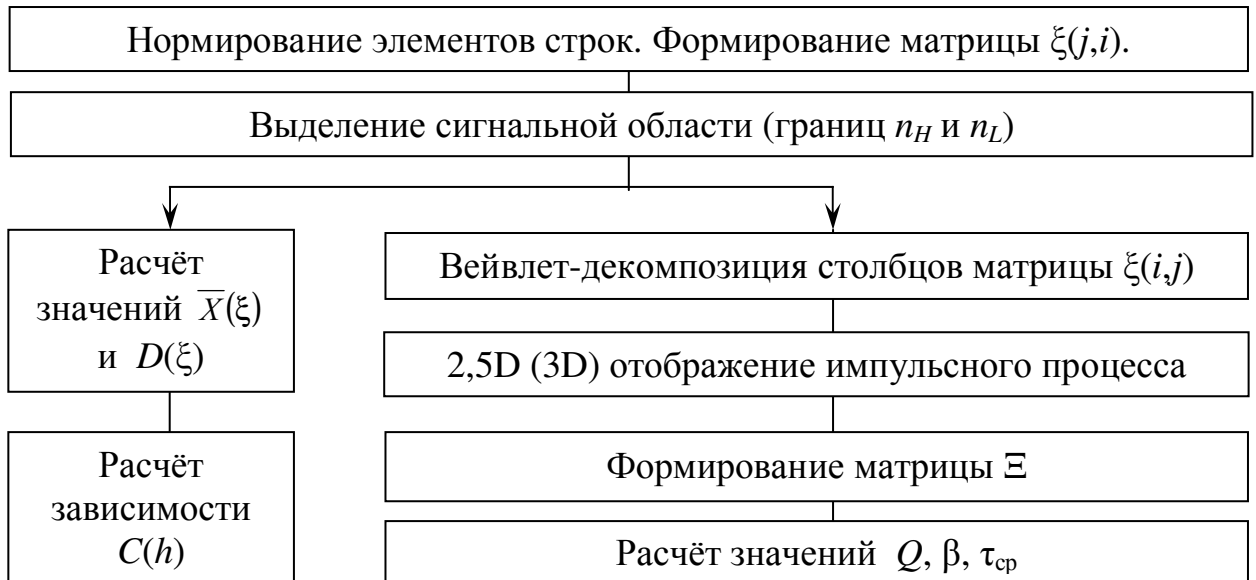 Нормирование элементов строк. Формирование матрицы ξ(j,i).
Выделение сигнальной области (границ n_H и n_L)
Расчёт
значений X̅(ξ)
и D(ξ)
Расчёт
зависимости
C(h)
Вейвлет-декомпозиция столбцов матрицы ξ(i,j)
2,5D (3D) отображение импульсного процесса
Формирование матрицы Ξ
Расчёт значений Q, β, τ_ср